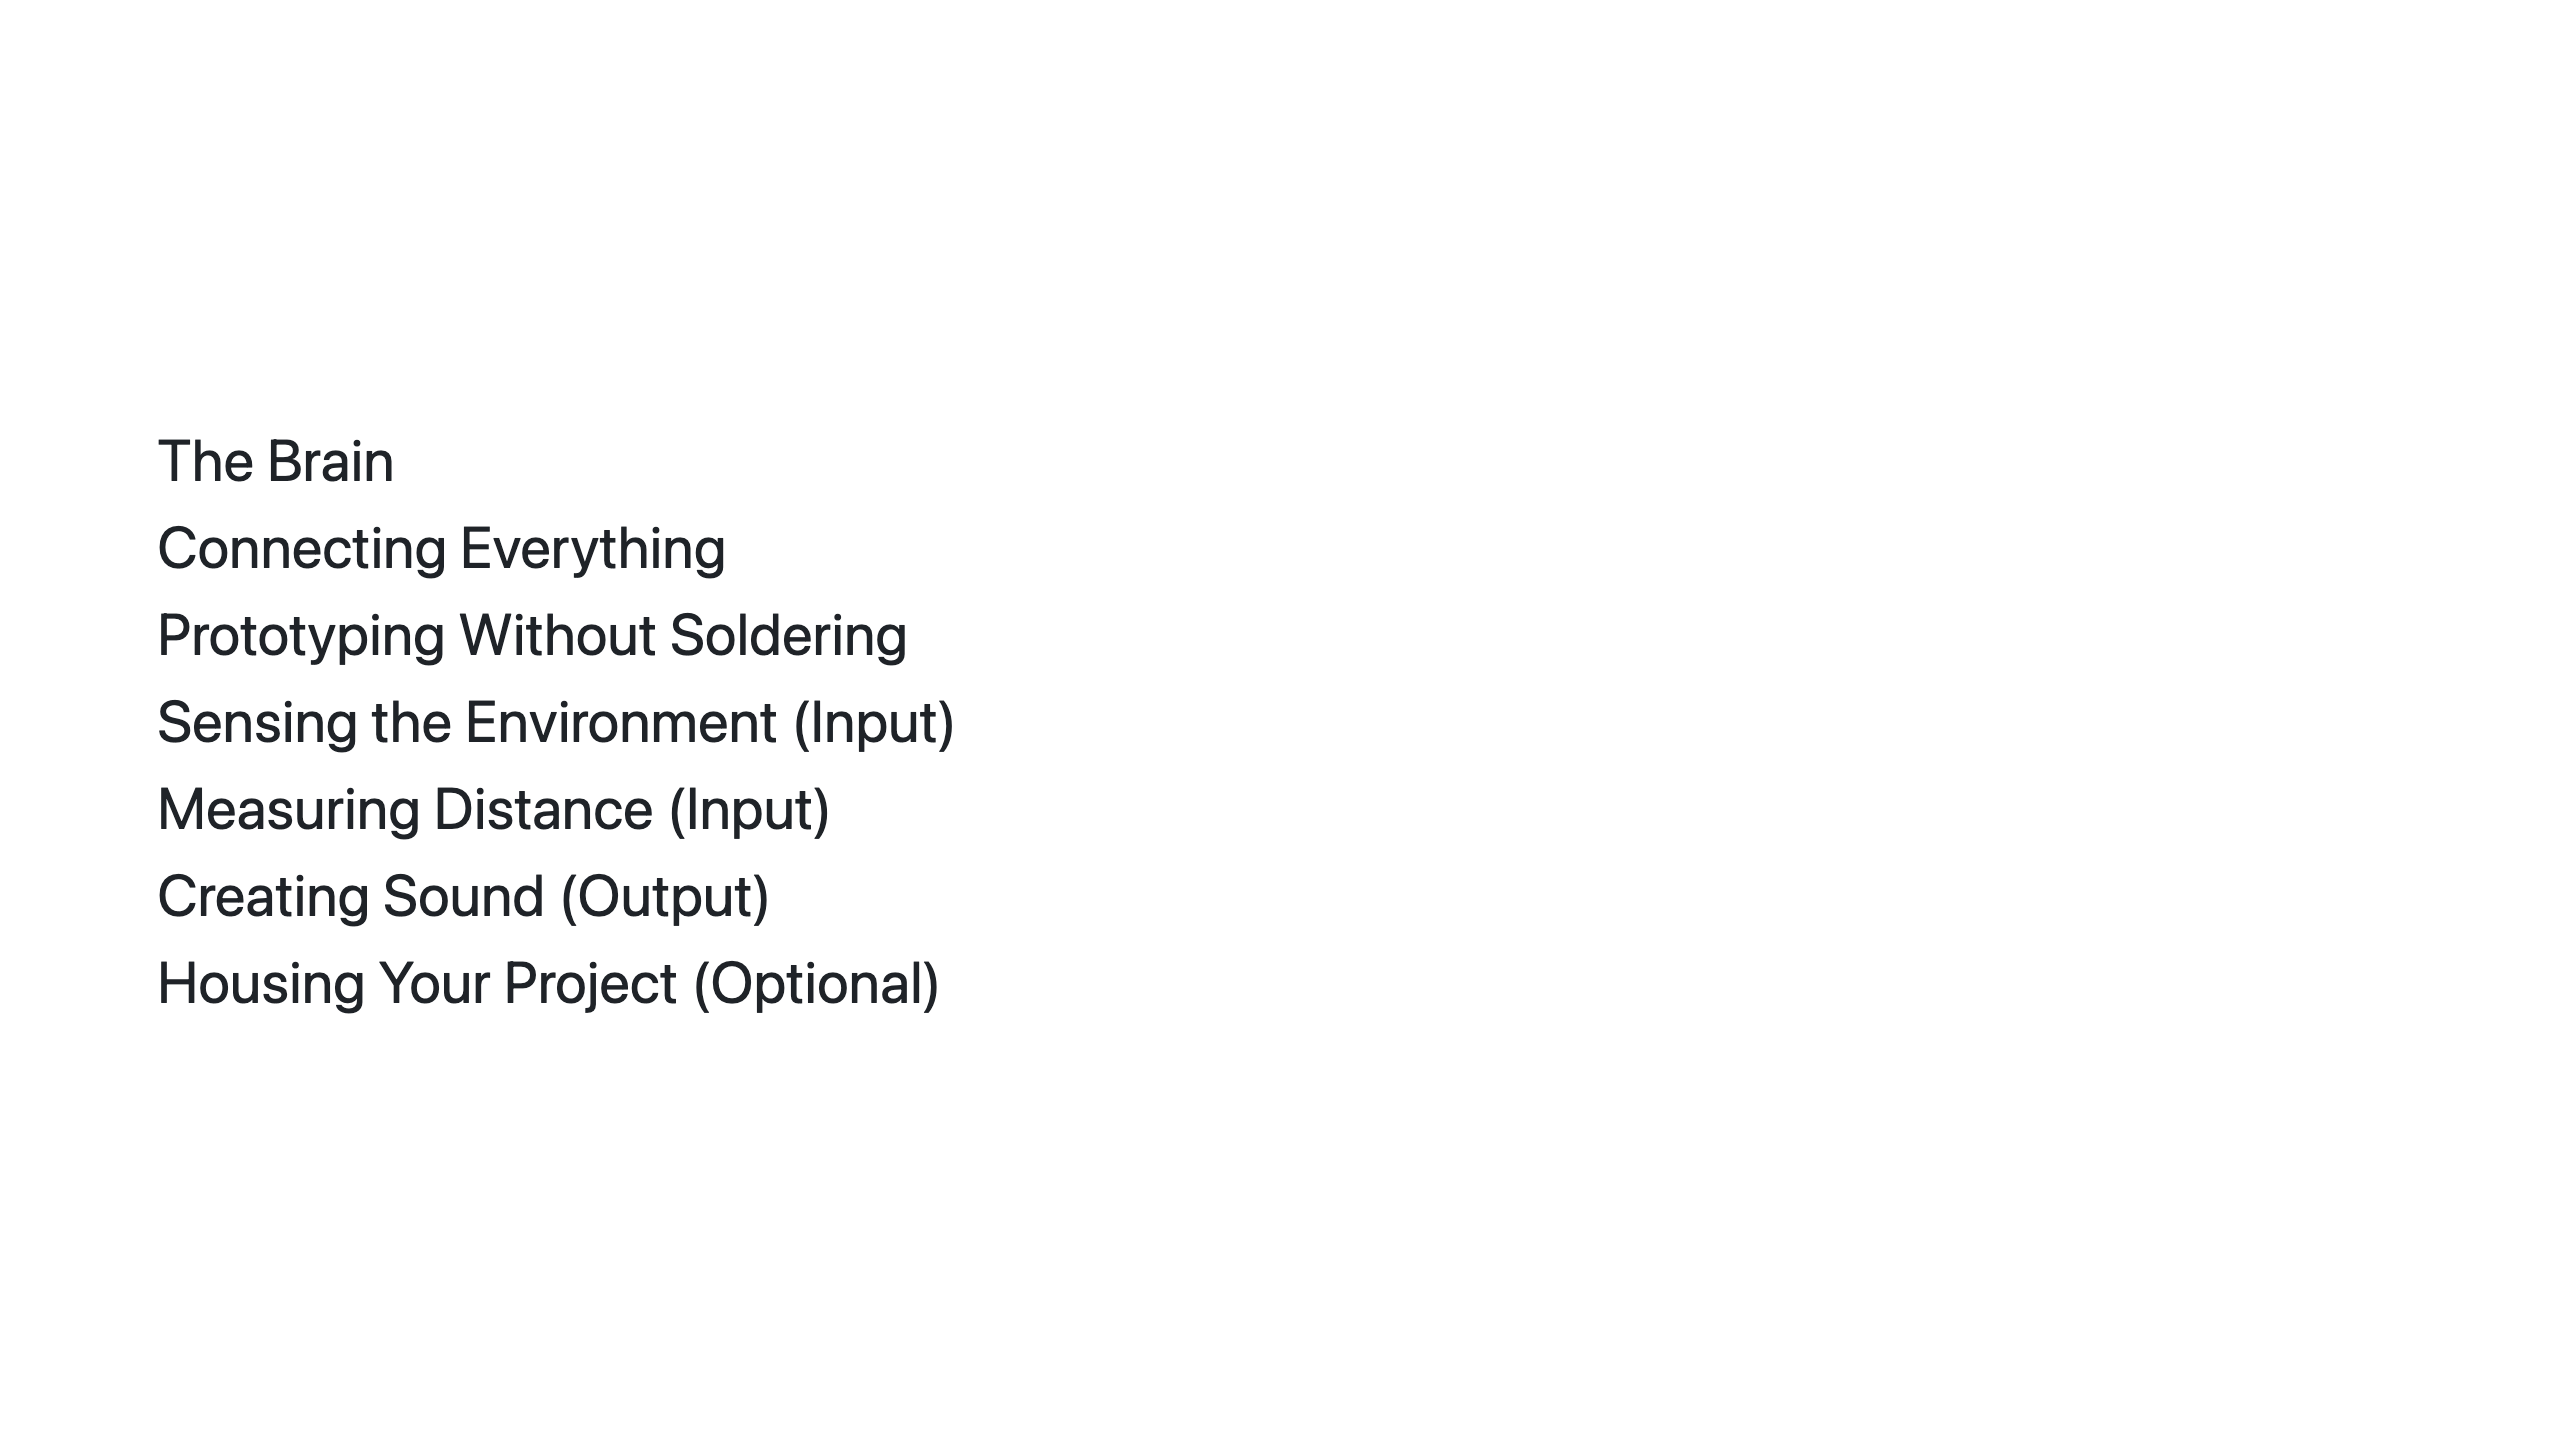 The Brain
Connecting Everything
Prototyping Without Soldering
Sensing the Environment (Input)
Measuring Distance (Input)
Creating Sound (Output)
Housing Your Project (Optional)